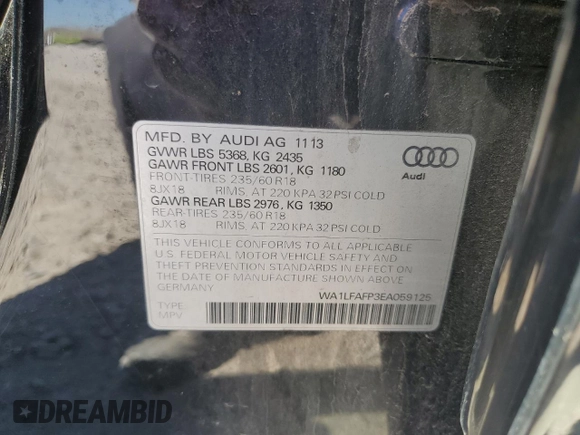 MFD. BY AUDI AG 11 13
GVWR LBS 5368, KG 2435
GAWR FRONT LBS 2601, KG 1180
FRONT-TIRES 235/60 R18
8JX18 RIMS, AT 220 KPA 32 PSI COLD
GAWR REAR LBS 2976, KG 1350
REAR-TIRES 235/60 R18
8JX18 RIMS, AT 220 KPA 32 PSI COLD
Audi
THIS VEHICLE CONFORMS TO ALL APPLICABLE
U.S. FEDERAL MOTOR VEHICLE SAFETY AND
THEFT PREVENTION STANDARDS IN EFFECT ON
THE DATE OF MANUFACTURE SHOWN ABOVE
GERMANY
WA1LFAFP3EA059125
TYPE:
MPV
DREAMBID